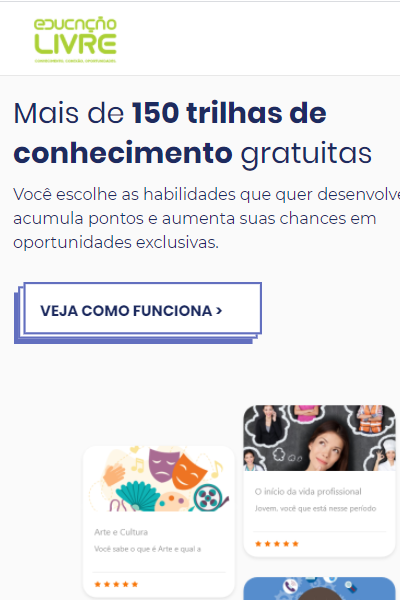 EDUCAÇÃO
LIVRE
Mais de 150 trilhas de
conhecimento gratuitas
Você escolhe as habilidades que quer desenvolve
acumula pontos e aumenta suas chances em
oportunidades exclusivas.
VEJA COMO FUNCIONA >
O início da vida profissional
Jovem, você que está nesse período
Arte e Cultura
Você sabe o que é Arte e qual a